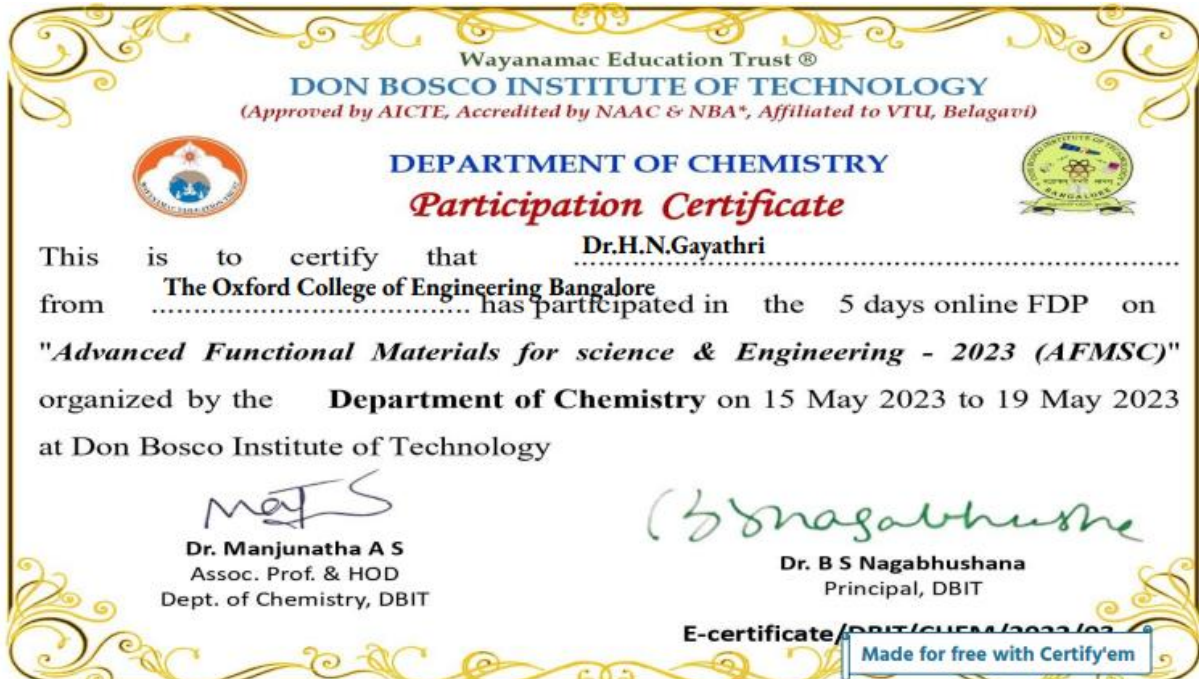 Wayanamac Education Trust ®
DON BOSCO INSTITUTE OF TECHNOLOGY
(Approved by AICTE, Accredited by NAAC & NBA*, Affiliated to VTU, Belagavi)
DEPARTMENT OF CHEMISTRY
Participation Certificate
This is to certify that Dr.H.N.Gayathri
from The Oxford College of Engineering Bangalore has participated in the 5 days online FDP on
"Advanced Functional Materials for science & Engineering - 2023 (AFMSC)"
organized by the Department of Chemistry on 15 May 2023 to 19 May 2023
at Don Bosco Institute of Technology
Dr. Manjunatha A S
Assoc. Prof. & HOD
Dept. of Chemistry, DBIT
Dr. B S Nagabhushana
Principal, DBIT
E-certificate/
Made for free with Certify'em